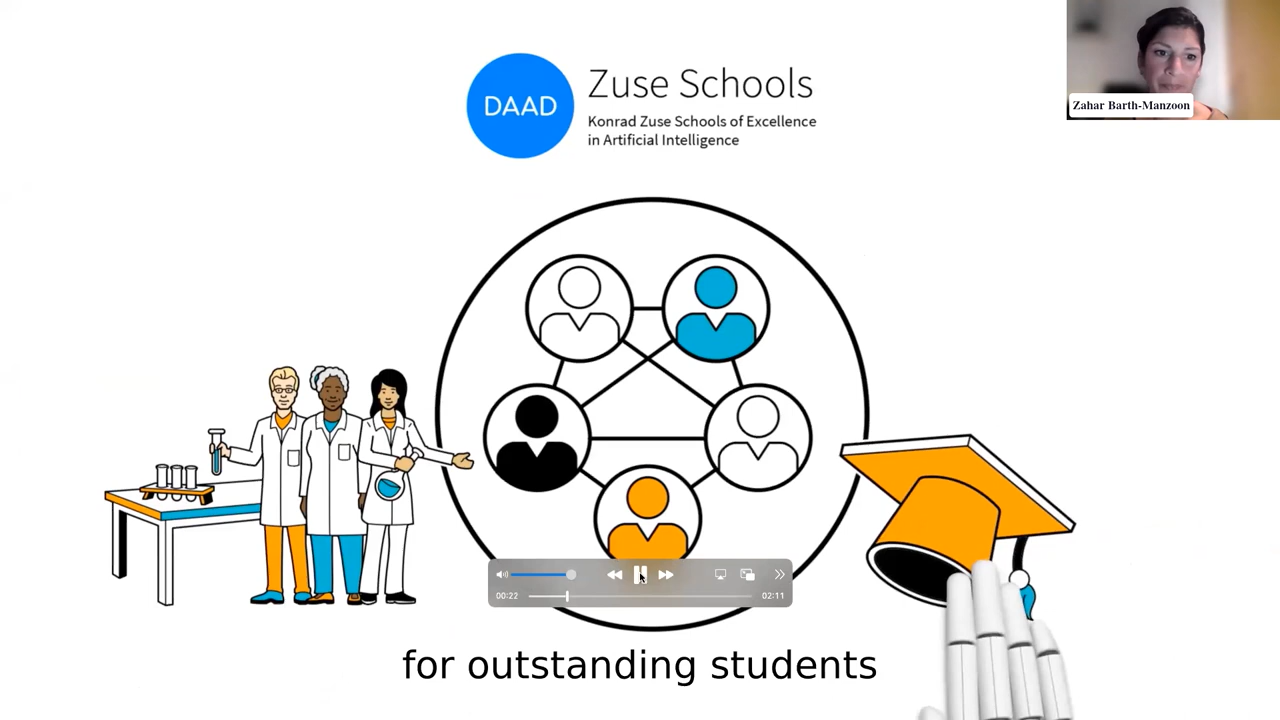 DAAD
Zuse Schools
Konrad Zuse Schools of Excellence
in Artificial Intelligence
Zahar Barth-Manzoon
00:22
02:11
for outstanding students